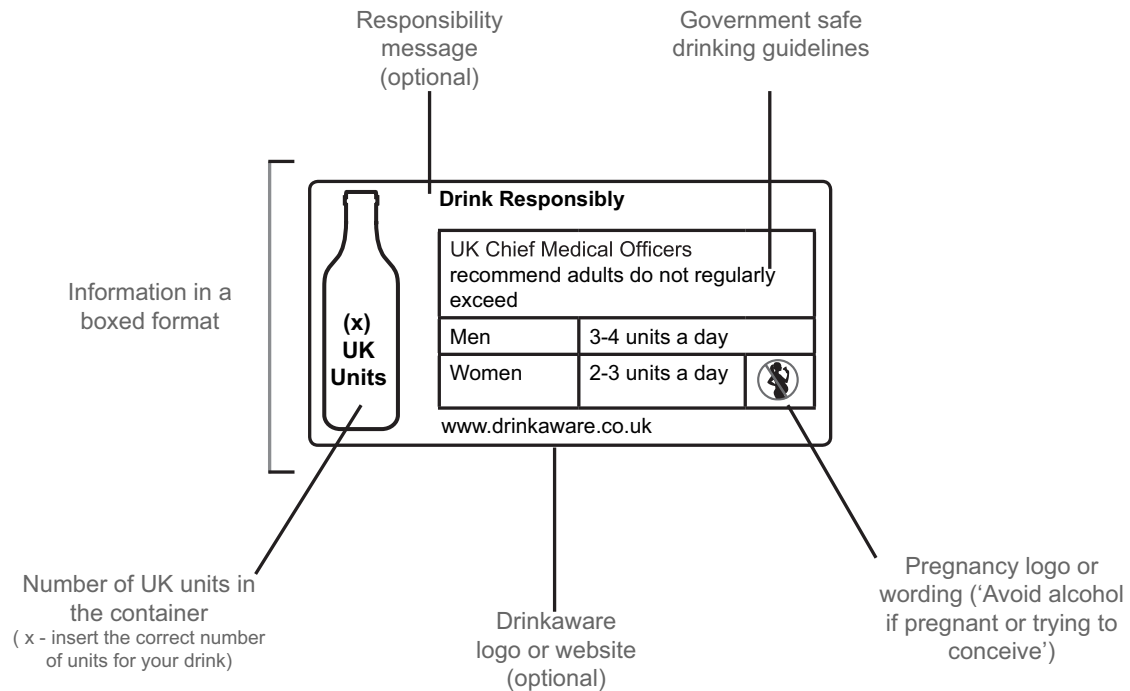 Responsibility
message
(optional)
Government safe
drinking guidelines
Drink Responsibly
UK Chief Medical Officers
recommend adults do not regularly
exceed
Men 3-4 units a day
Women 2-3 units a day
www.drinkaware.co.uk
(x)
UK
Units
Information in a
boxed format
Number of UK units in
the container
( x - insert the correct number
of units for your drink)
Drinkaware
logo or website
(optional)
Pregnancy logo or
wording (‘Avoid alcohol
if pregnant or trying to
conceive’)